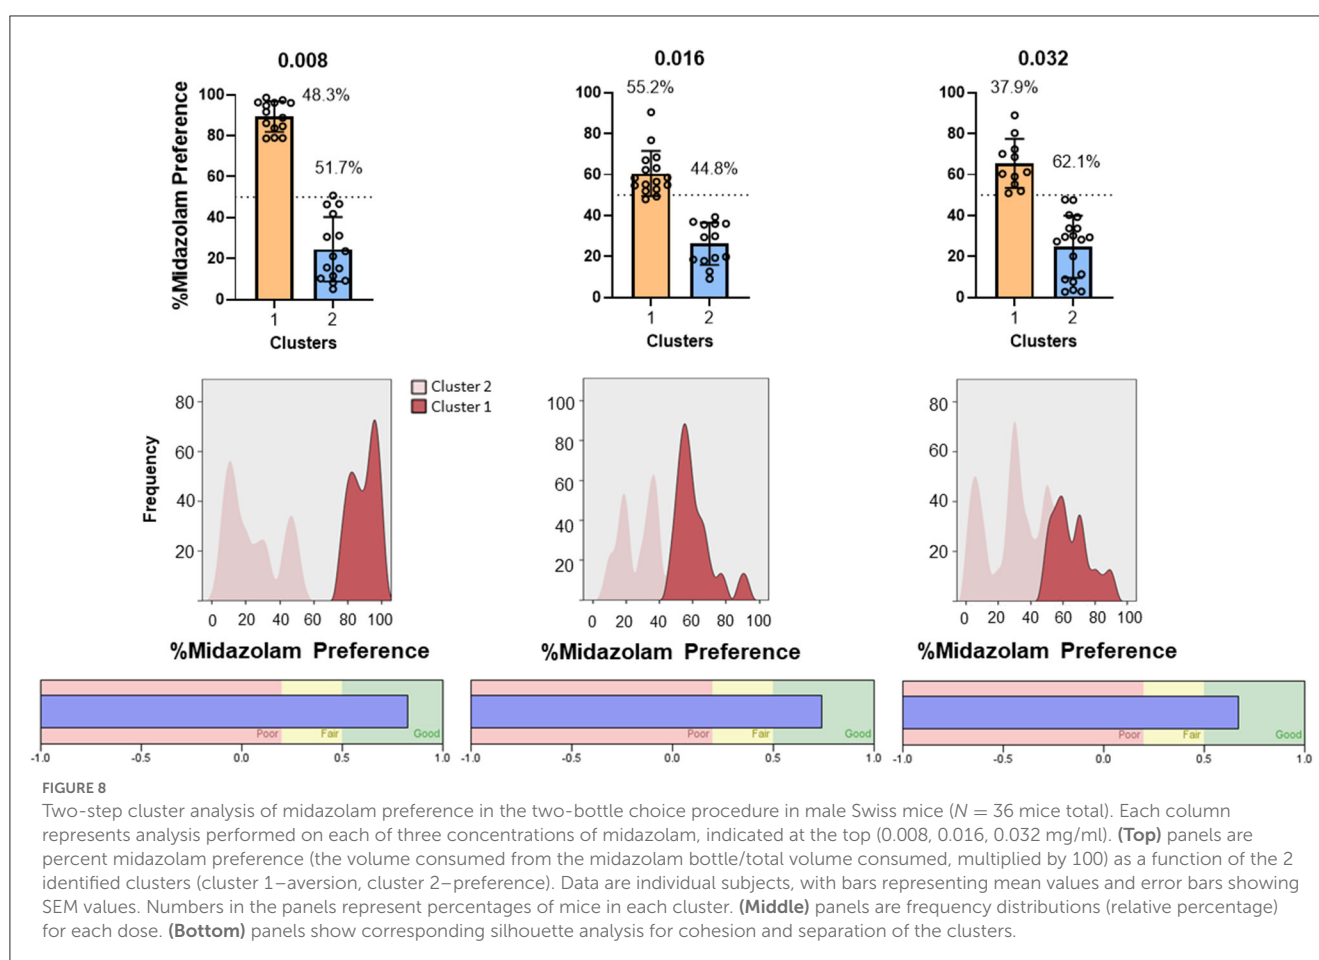 0.008
0.016
0.032
48.3%
55.2%
37.9%
51.7%
44.8%
62.1%
%Midazolam Preference
100
80
60
40
20
0
100
80
60
40
20
0
100
80
60
40
20
0
1 2
1 2
1 2
Clusters
Clusters
Clusters
Cluster 2
Cluster 1
Frequency
80
60
40
20
100
80
60
40
20
80
60
40
20
0 20 40 60 80 100
0 20 40 60 80 100
0 20 40 60 80 100
%Midazolam Preference
%Midazolam Preference
%Midazolam Preference
Poor Fair Good
Poor Fair Good
Poor Fair Good
-1.0 -0.5 0.0 0.5 1.0
-1.0 -0.5 0.0 0.5 1.0
-1.0 -0.5 0.0 0.5 1.0
FIGURE 8
Two-step cluster analysis of midazolam preference in the two-bottle choice procedure in male Swiss mice (N = 36 mice total). Each column
represents analysis performed on each of three concentrations of midazolam, indicated at the top (0.008, 0.016, 0.032 mg/ml). (Top) panels are
percent midazolam preference (the volume consumed from the midazolam bottle/total volume consumed, multiplied by 100) as a function of the 2
identified clusters (cluster 1–aversion, cluster 2–preference). Data are individual subjects, with bars representing mean values and error bars showing
SEM values. Numbers in the panels represent percentages of mice in each cluster. (Middle) panels are frequency distributions (relative percentage)
for each dose. (Bottom) panels show corresponding silhouette analysis for cohesion and separation of the clusters.